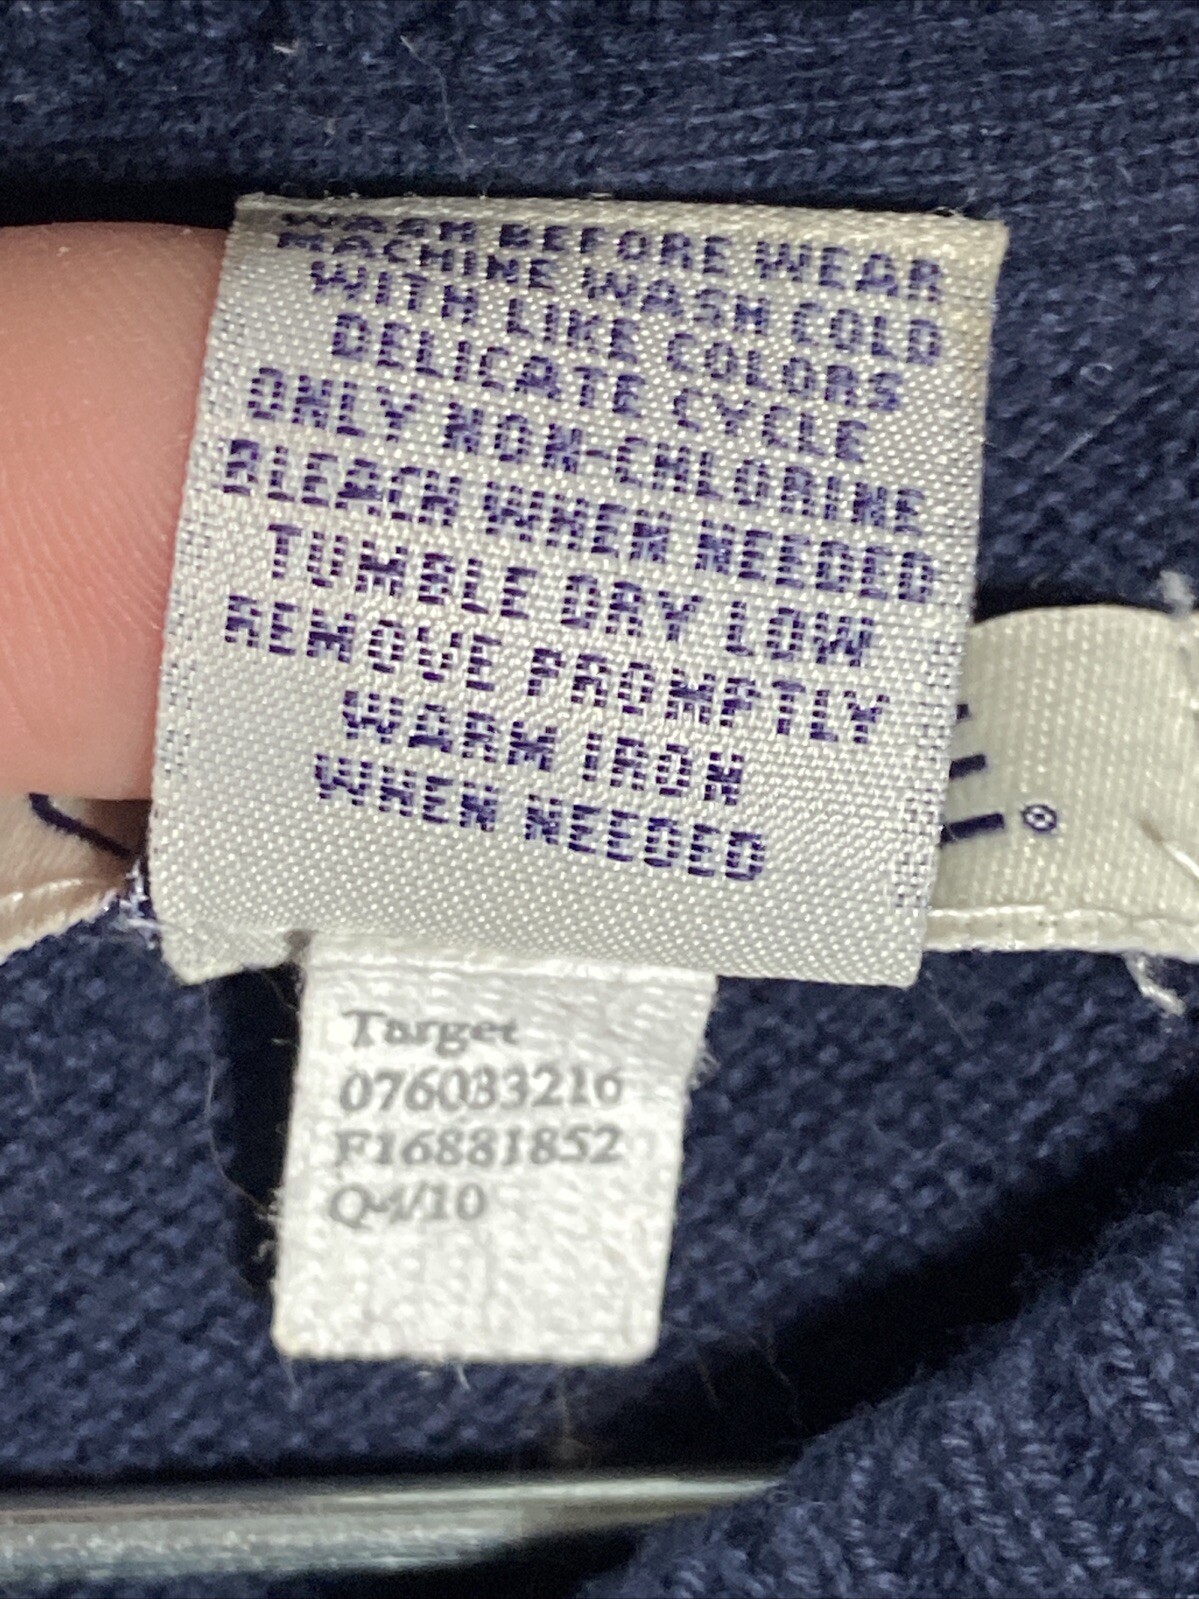 WASH BEFORE WEAR
MACHINE WASH COLD
WITH LIKE COLORS
DELICATE CYCLE
ONLY NON-CHLORINE
BLEACH WHEN NEEDED
TUMBLE DRY LOW
REMOVE PROMPTLY
WARM IRON
WHEN NEEDED
Target
076083216
F16881852
Q4/10